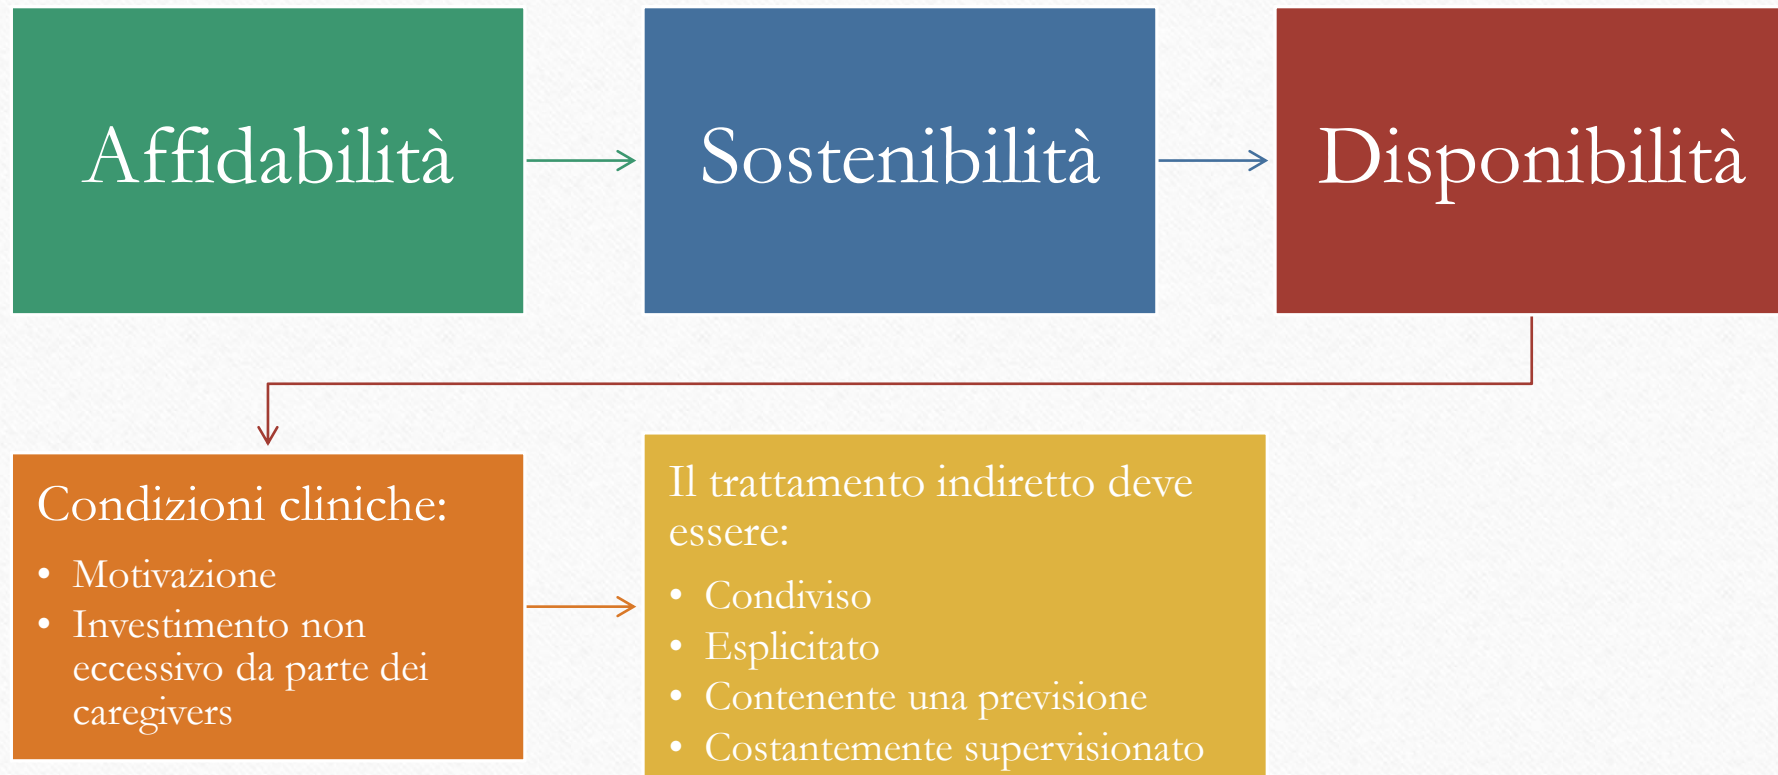 Affidabilità
Sostenibilità
Disponibilità
Condizioni cliniche:
• Motivazione
• Investimento non
eccessivo da parte dei
caregivers
Il trattamento indiretto deve
essere:
• Condiviso
• Esplicitato
• Contenente una previsione
• Costantemente supervisionato